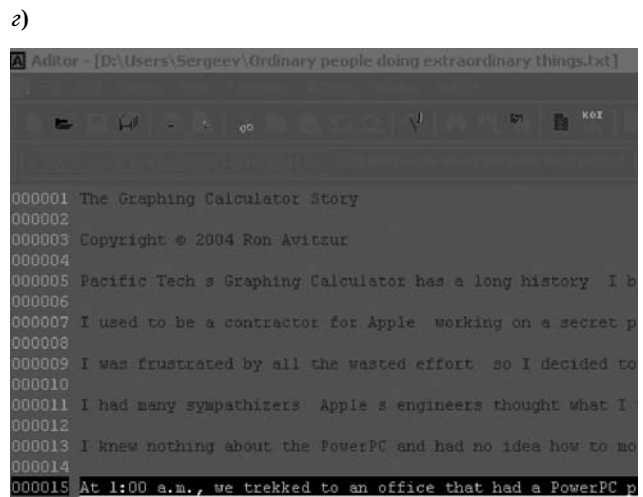 г)
Aditor - [D:\Users\Sergeev\Ordinary people doing extraordinary things.txt]
KOI
000001 The Graphing Calculator Story
000002
000003 Copyright © 2004 Ron Avitzur
000004
000005 Pacific Tech s Graphing Calculator has a long history I b
000006
000007 I used to be a contractor for Apple working on a secret p
000008
000009 I was frustrated by all the wasted effort so I decided to
000010
000011 I had many sympathizers Apple s engineers thought what I
000012
000013 I knew nothing about the PowerPC and had no idea how to mo
000014
000015 At 1:00 a.m., we trekked to an office that had a PowerPC p